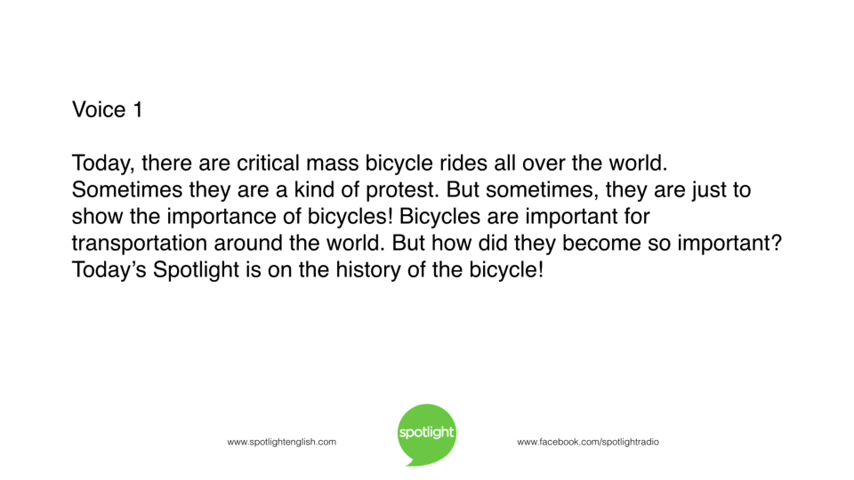 Voice 1
Today, there are critical mass bicycle rides all over the world.
Sometimes they are a kind of protest. But sometimes, they are just to
show the importance of bicycles! Bicycles are important for
transportation around the world. But how did they become so important?
Today’s Spotlight is on the history of the bicycle!
spotlight
www.spotlightenglish.com
www.facebook.com/spotlightradio